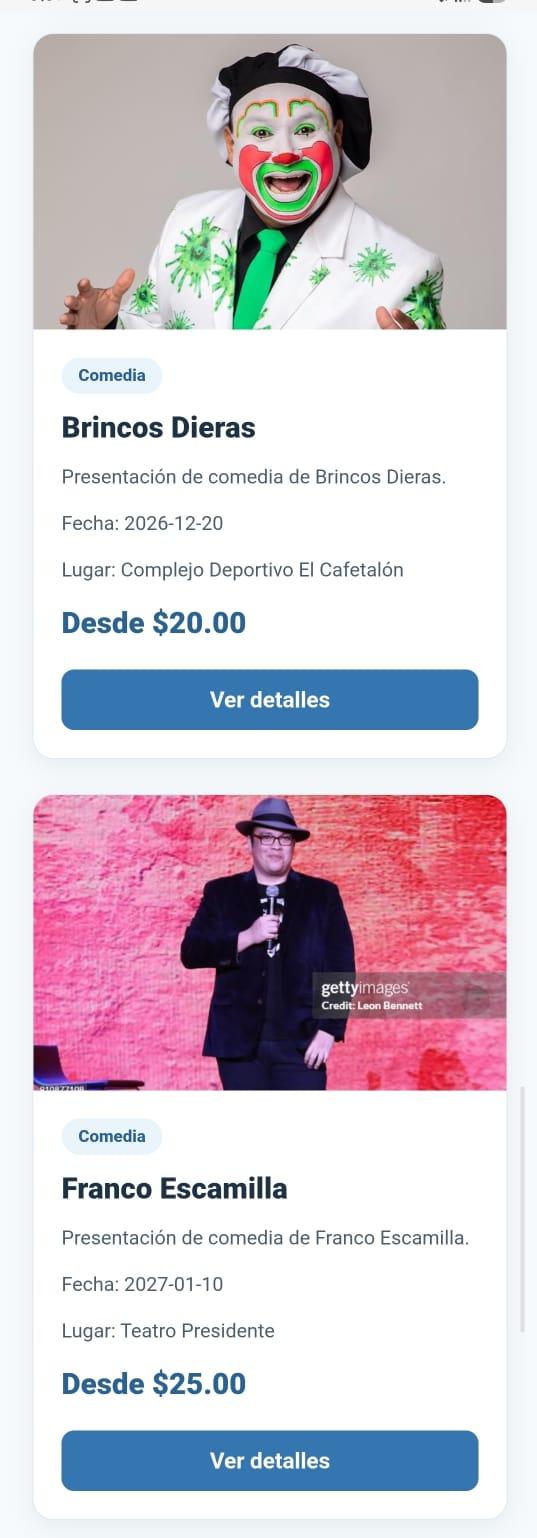 Comedia
Brincos Dieras
Presentación de comedia de Brincos Dieras.
Fecha: 2026-12-20
Lugar: Complejo Deportivo El Cafetalón
Desde $20.00
Ver detalles
gettyimages
Credit: Leon Bennett
Comedia
Franco Escamilla
Presentación de comedia de Franco Escamilla.
Fecha: 2027-01-10
Lugar: Teatro Presidente
Desde $25.00
Ver detalles